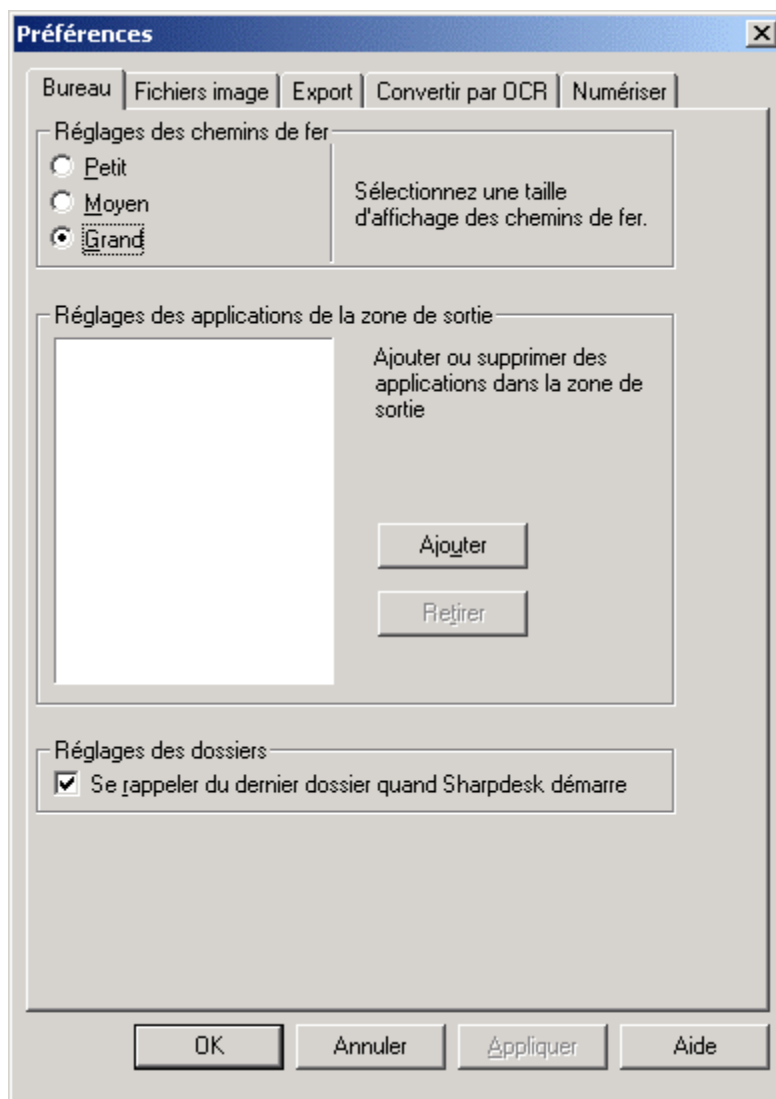 Préférences
Bureau Fichiers image Export Convertir par OCR Numériser
Réglages des chemins de fer
Petit
Moyen
Grand
Sélectionnez une taille
d'affichage des chemins de fer.
Réglages des applications de la zone de sortie
Ajouter ou supprimer des
applications dans la zone de
sortie
Ajouter
Retirer
Réglages des dossiers
Se rappeler du dernier dossier quand Sharpdesk démarre
OK Annuler Appliquer Aide